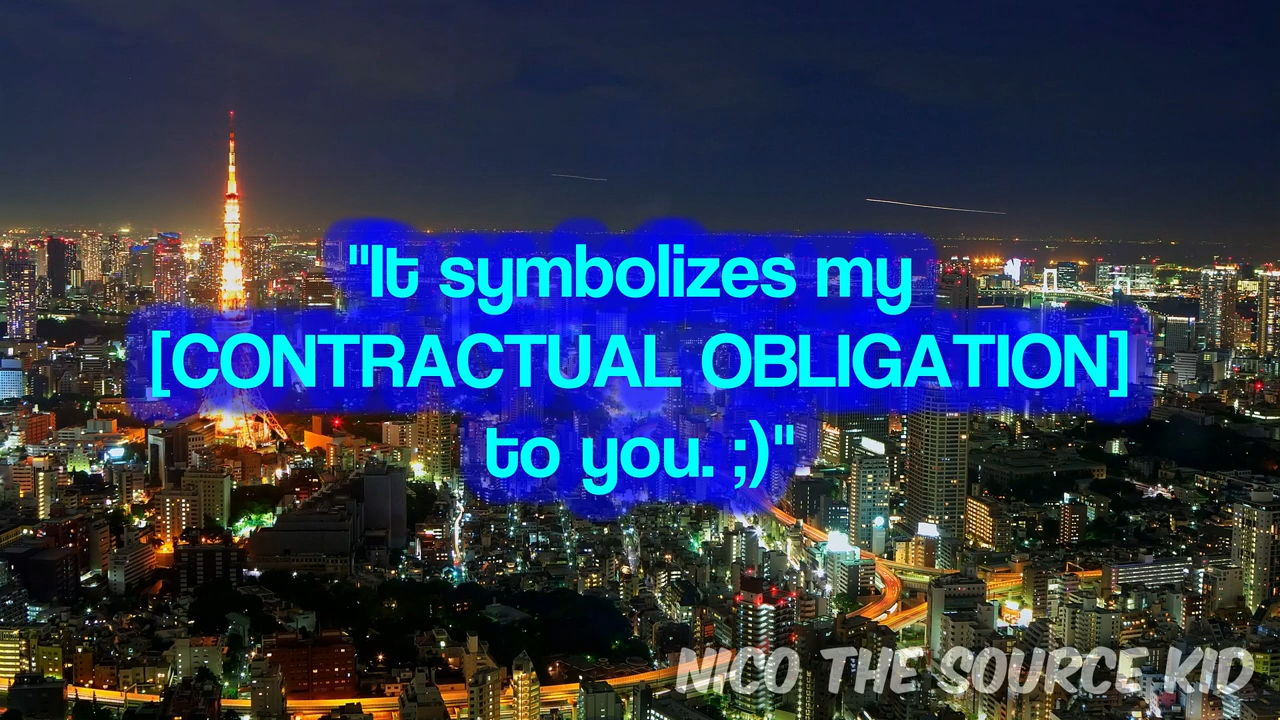 "It symbolizes my
[CONTRACTUAL OBLIGATION]
to you. ;)"
NICO THE SOURCE KID